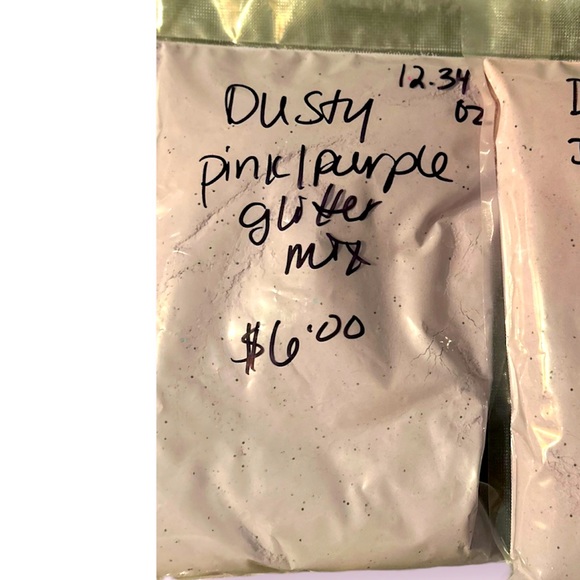 12.34
oz
Dusty
pink/purple
glitter
mix
$6.00